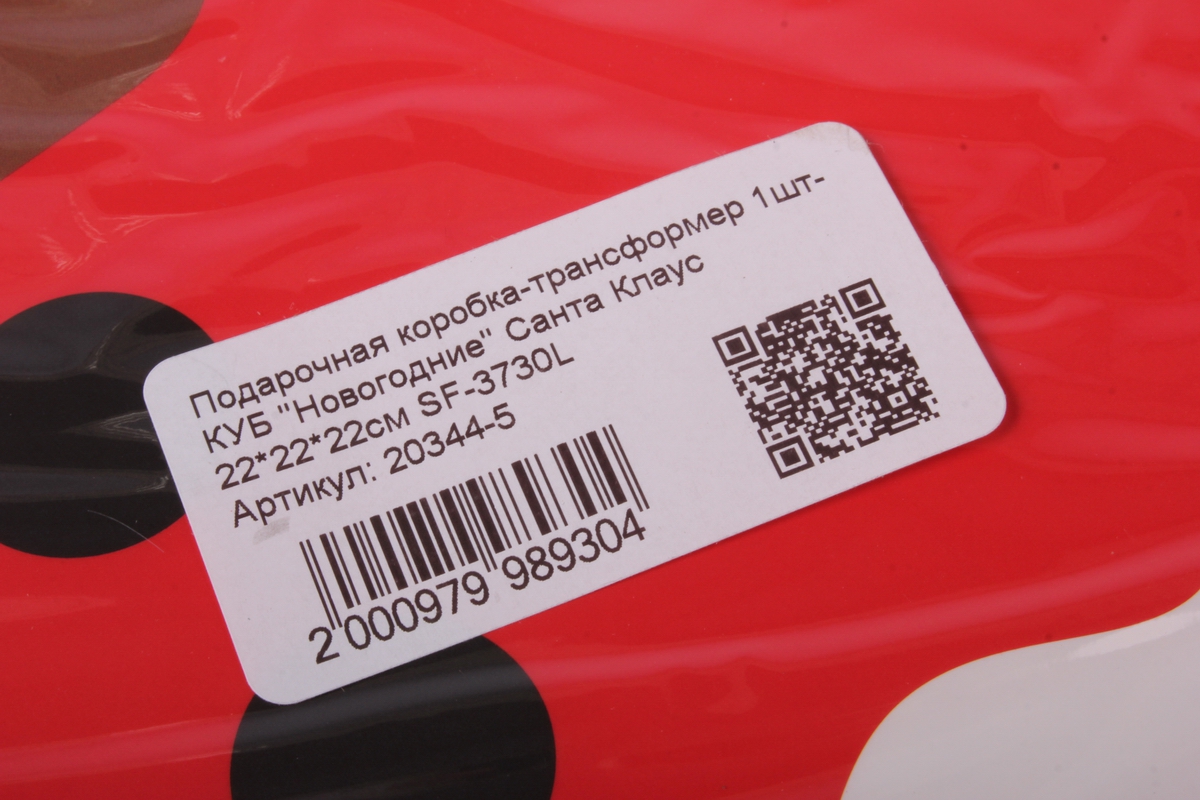 Подарочная коробка-трансформер 1шт-
КУБ "Новогодние" Санта Клаус
22*22*22см SF-3730L
Артикул: 20344-5
2 000979 989304